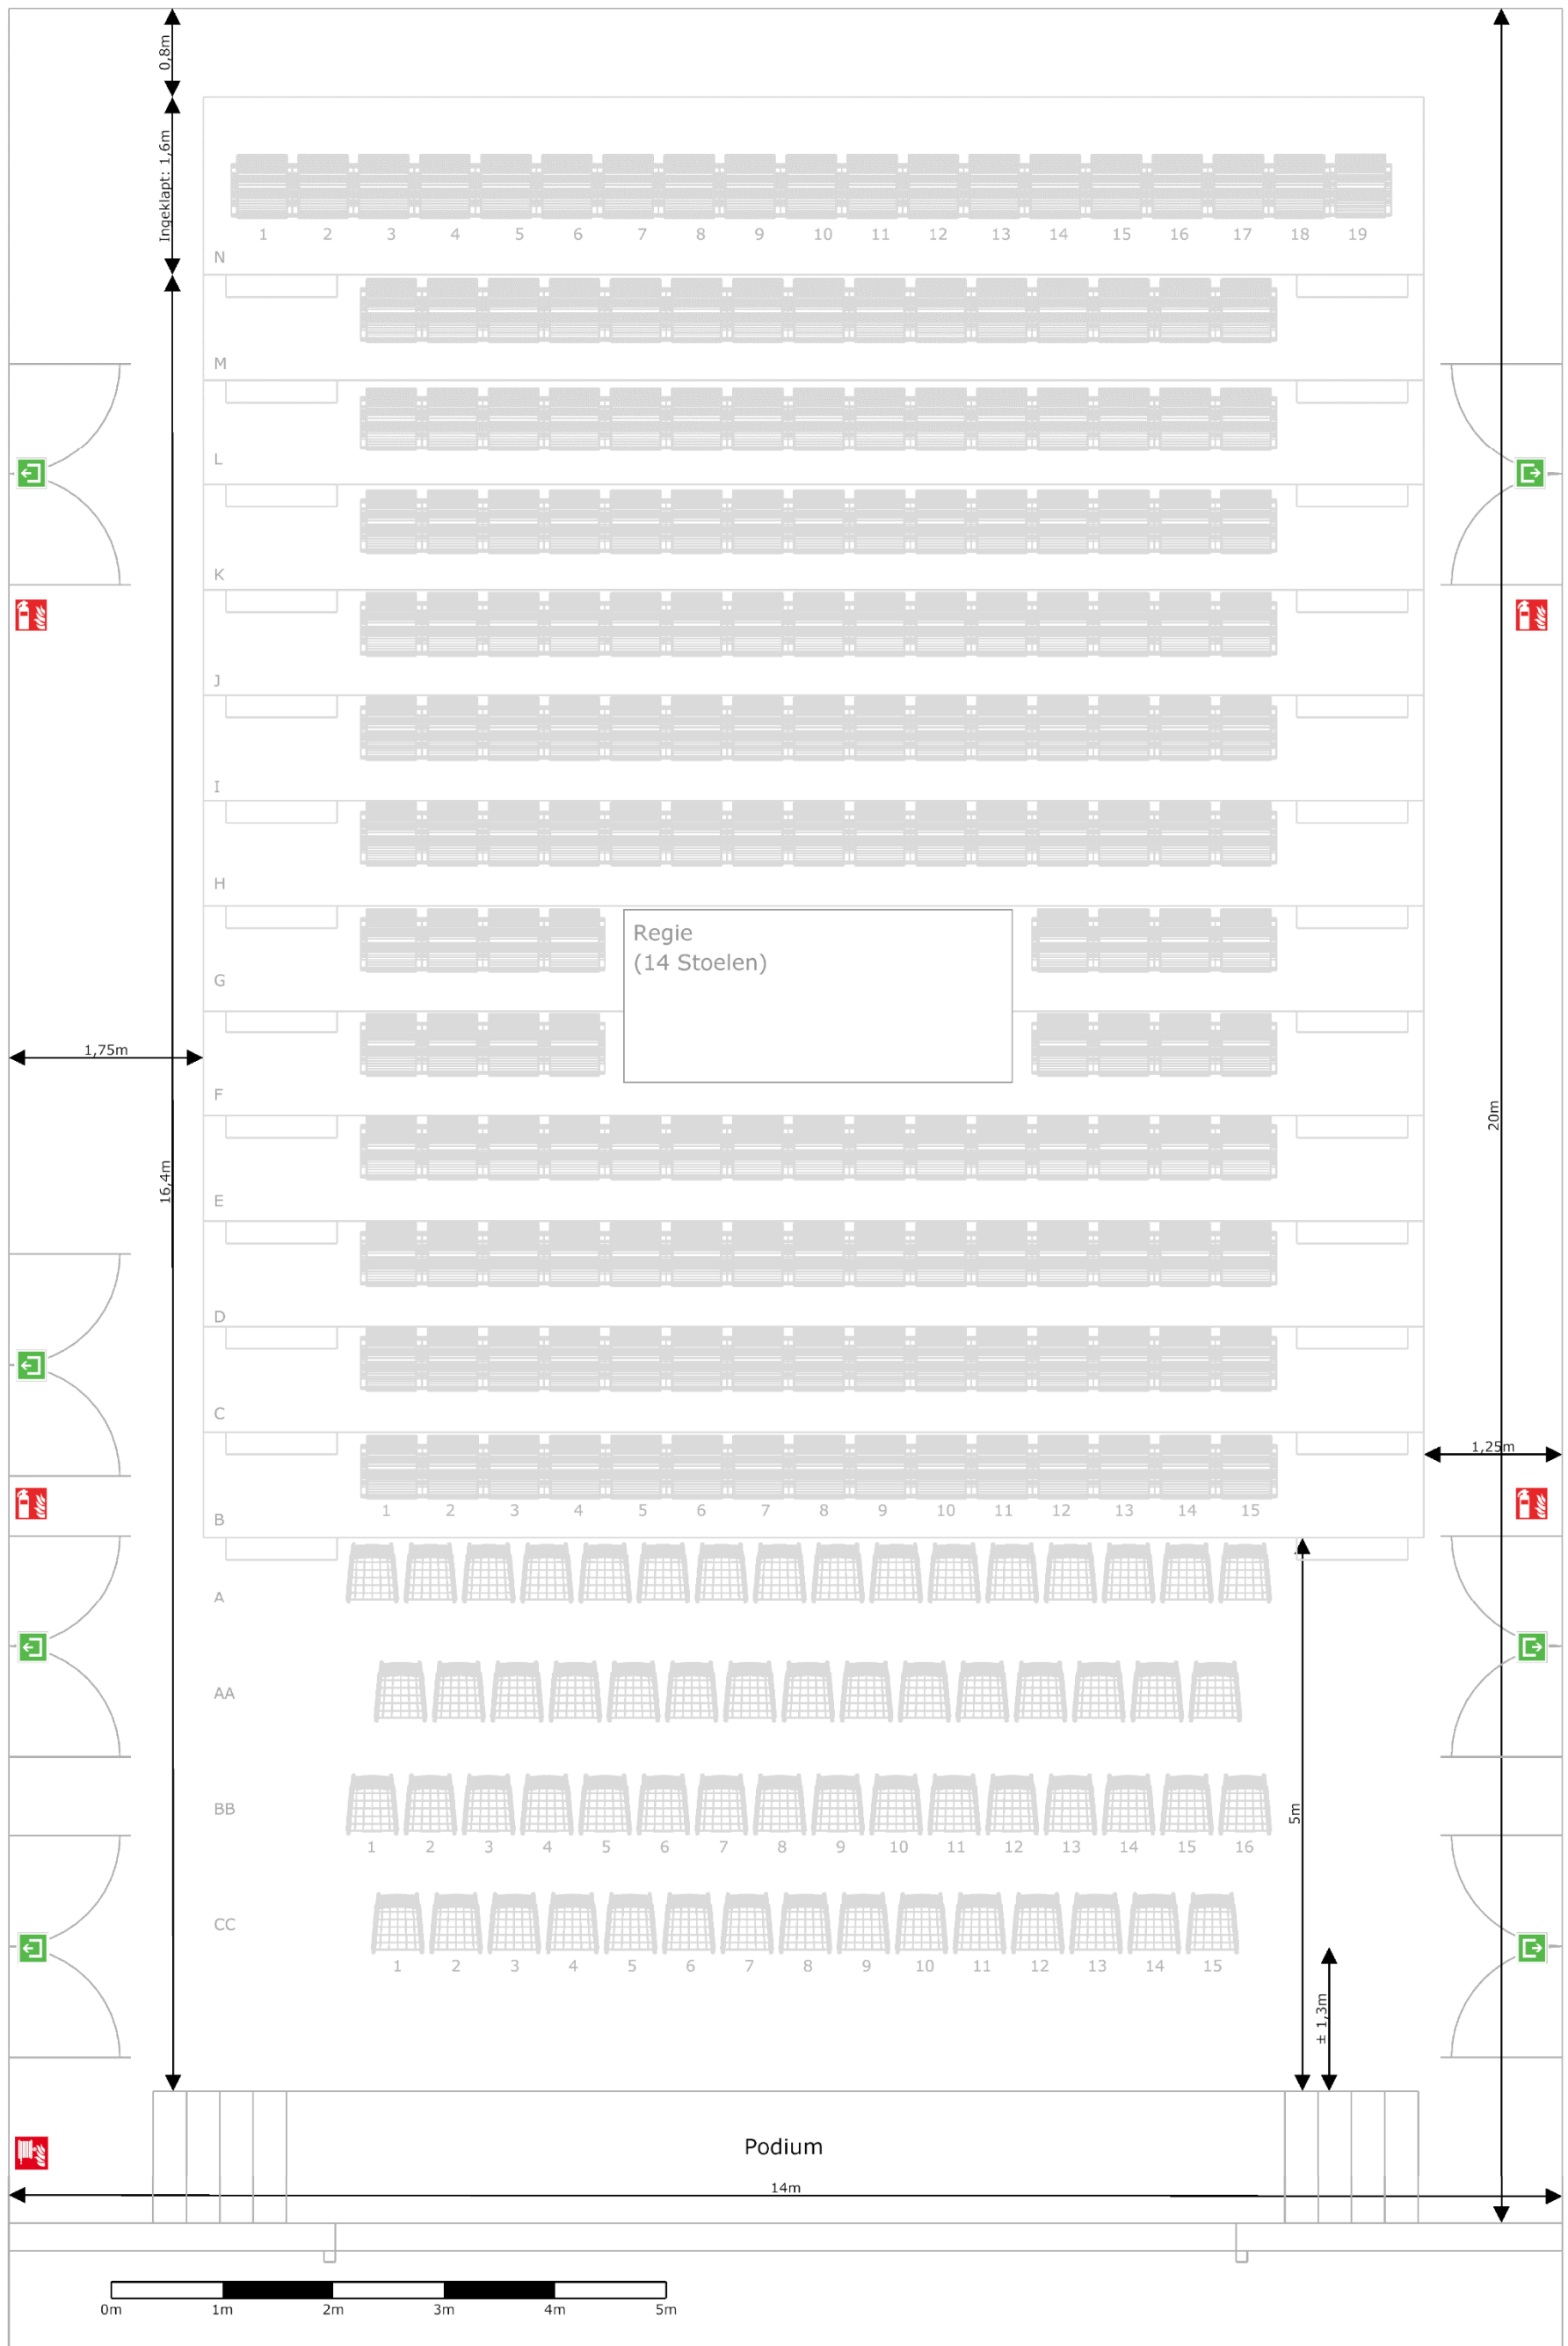 0,8m
Ingeklapt: 1,6m
1 2 3 4 5 6 7 8 9 10 11 12 13 14 15 16 17 18 19
N
M
L
K
J
I
H
Regie
(14 Stoelen)
G
1,75m
F
20m
16,4m
E
D
C
1,25m
1 2 3 4 5 6 7 8 9 10 11 12 13 14 15
B
A
AA
BB
5m
1 2 3 4 5 6 7 8 9 10 11 12 13 14 15 16
CC
1 2 3 4 5 6 7 8 9 10 11 12 13 14 15
± 1,3m
Podium
14m
0m 1m 2m 3m 4m 5m